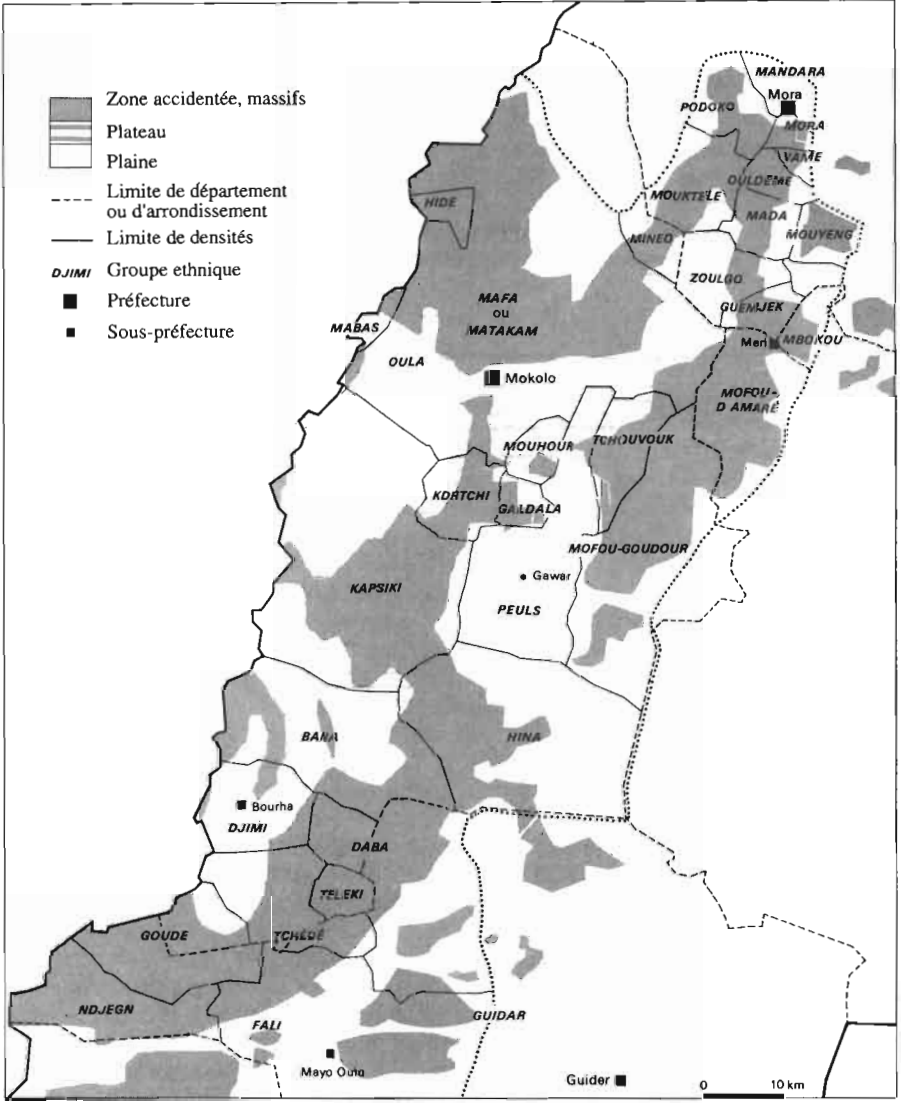 Zone accidentée, massifs
Plateau
Plaine
Limite de département
ou d'arrondissement
Limite de densités
DJIMI Groupe ethnique
Préfecture
Sous-préfecture
MANDARA
Mora
PODOKO
MORA
VAME
OULDEME
MOUKTELE
HIDE
MADA
MOUYENG
MINEO
ZOULGO
MAFA
ou
MATAKAM
GUEMJEK
MABAS
MBOKOU
Meri
OULA
Mokolo
MOFOU-
D AMARE
MOUHOUR
TCHOUVOUK
KORTCHI
GALDALA
MOFOU-GOUDOUR
Gawar
KAPSIKI
PEULS
BANA
HINA
Bourha
DJIMI
DABA
TELEKI
GOUDE
TCHÉDÉ
NDJEGN
FALI
GUIDAR
Mayo Oulo
Guider
0 10 km